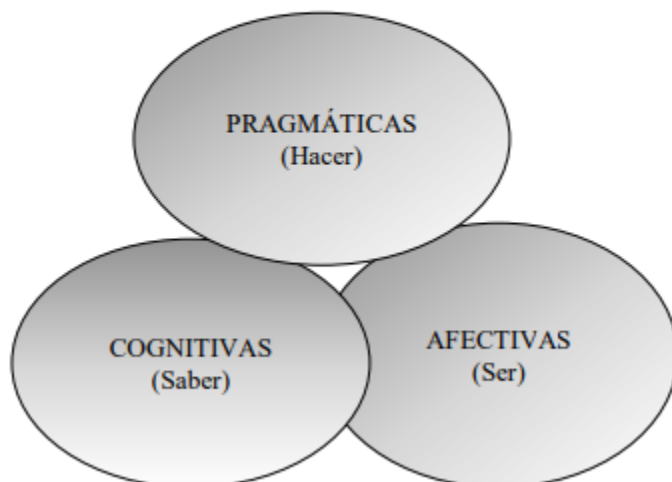 PRAGMÁTICAS
(Hacer)
COGNITIVAS
(Saber)
AFECTIVAS
(Ser)